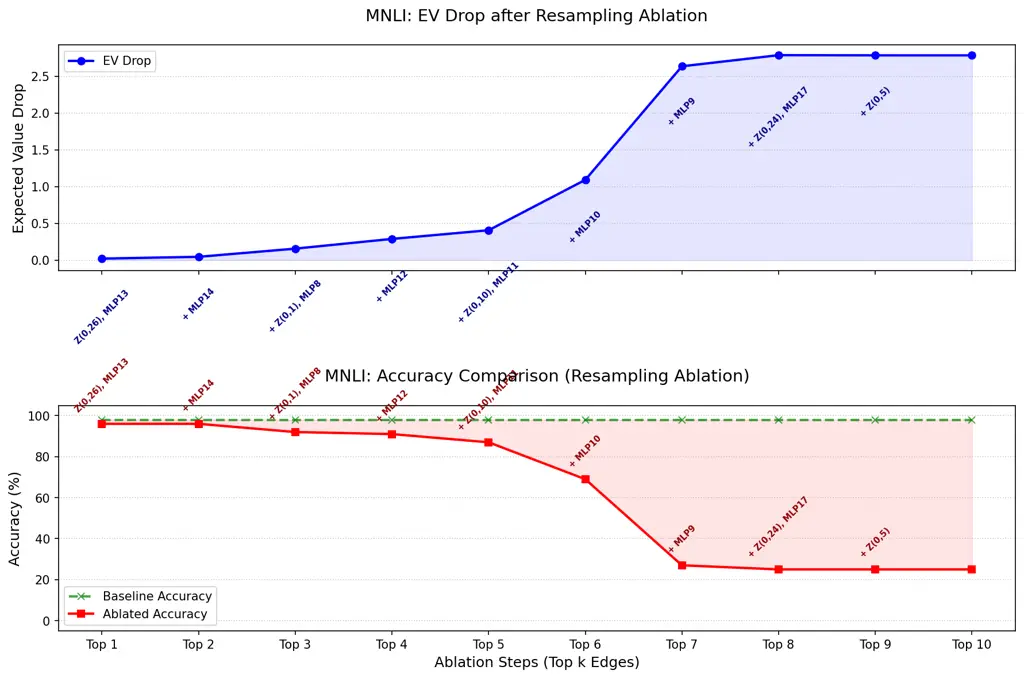 MNLI: EV Drop after Resampling Ablation
EV Drop
Expected Value Drop
2.5
2.0
1.5
1.0
0.5
0.0
Z(0,26), MLP13
+ MLP14
+ Z(0,1), MLP8
+ MLP12
+ Z(0,10), MLP11
+ MLP10
+ MLP9
+ Z(0,24), MLP17
+ Z(0,5)
MNLI: Accuracy Comparison (Resampling Ablation)
Accuracy (%)
100
80
60
40
20
0
Z(0,26), MLP13
+ MLP14
+ Z(0,1), MLP8
+ MLP12
+ Z(0,10), MLP11
+ MLP10
+ MLP9
+ Z(0,24), MLP17
+ Z(0,5)
Baseline Accuracy
Ablated Accuracy
Top 1 Top 2 Top 3 Top 4 Top 5 Top 6 Top 7 Top 8 Top 9 Top 10
Ablation Steps (Top k Edges)